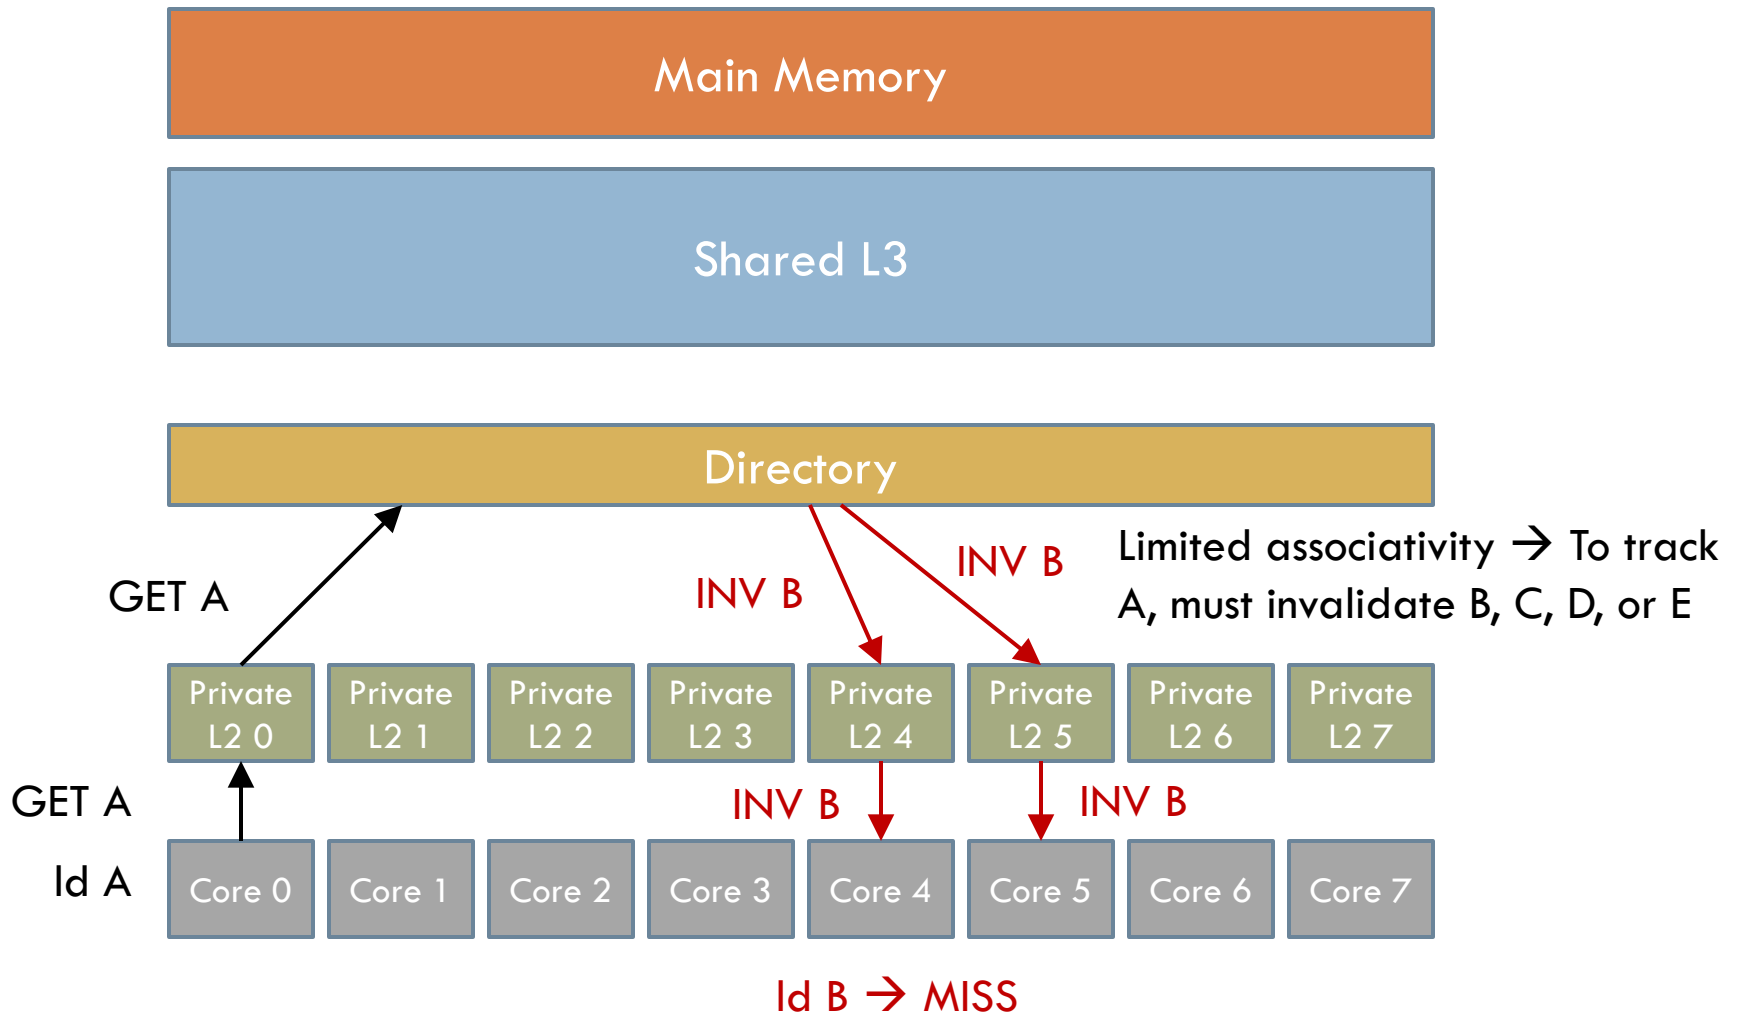 Main Memory
Shared L3
Directory
GET A
INV B
INV B
Limited associativity → To track
A, must invalidate B, C, D, or E
Private
L2 0
Private
L2 1
Private
L2 2
Private
L2 3
Private
L2 4
Private
L2 5
Private
L2 6
Private
L2 7
GET A
INV B
INV B
ld A
Core 0
Core 1
Core 2
Core 3
Core 4
Core 5
Core 6
Core 7
ld B → MISS